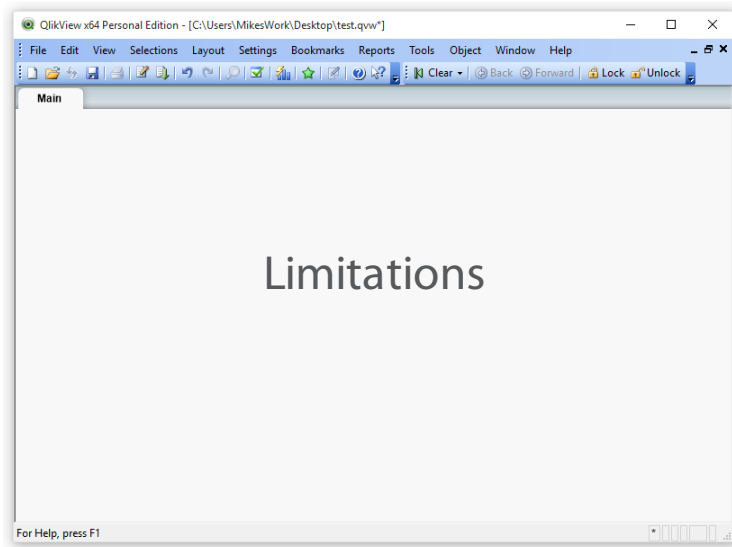 QlikView x64 Personal Edition - [C:\Users\MikesWork\Desktop\test.qvw*]
File Edit View Selections Layout Settings Bookmarks Reports Tools Object Window Help
Clear Back Forward Lock Unlock
Main
Limitations
For Help, press F1 *